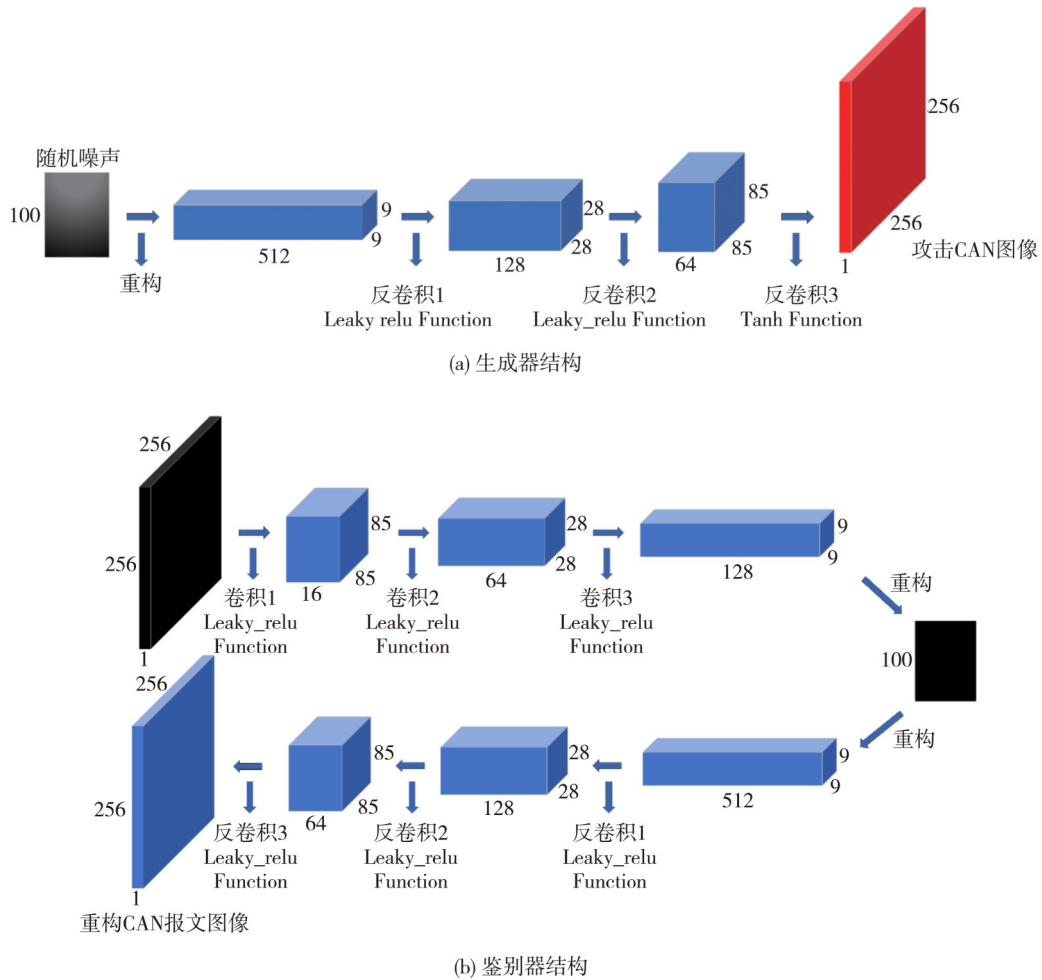 随机噪声
100
重构
512
9
9
反卷积1
Leaky relu Function
128
28
28
反卷积2
Leaky_relu Function
64
85
85
反卷积3
Tanh Function
1
256
256
攻击CAN图像
(a) 生成器结构
256
256
1
卷积1
Leaky_relu
Function
16
85
85
卷积2
Leaky_relu
Function
64
28
28
卷积3
Leaky_relu
Function
128
9
9
重构
100
重构
9
9
512
反卷积1
Leaky_relu
Function
28
28
128
反卷积2
Leaky_relu
Function
85
85
64
反卷积3
Leaky_relu
Function
256
256
1
重构CAN报文图像
(b) 鉴别器结构